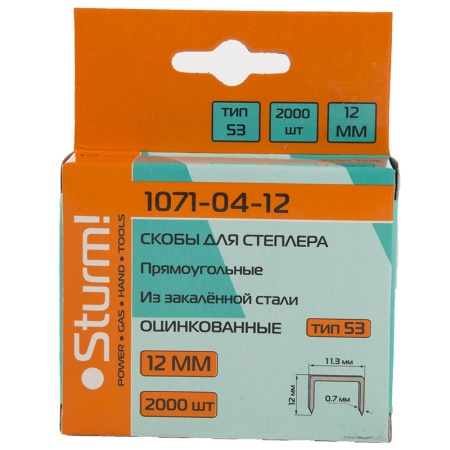 ТИП
53
2000
шт
12
ММ
1071-04-12
СКОБЫ ДЛЯ СТЕПЛЕРА
Прямоугольные
Из закалённой стали
ОЦИНКОВАННЫЕ
ТИП 53
12 ММ
2000 шт
11.3 мм
12 мм
0.7 мм
Sturm!
POWER • GAS • HAND • TOOLS